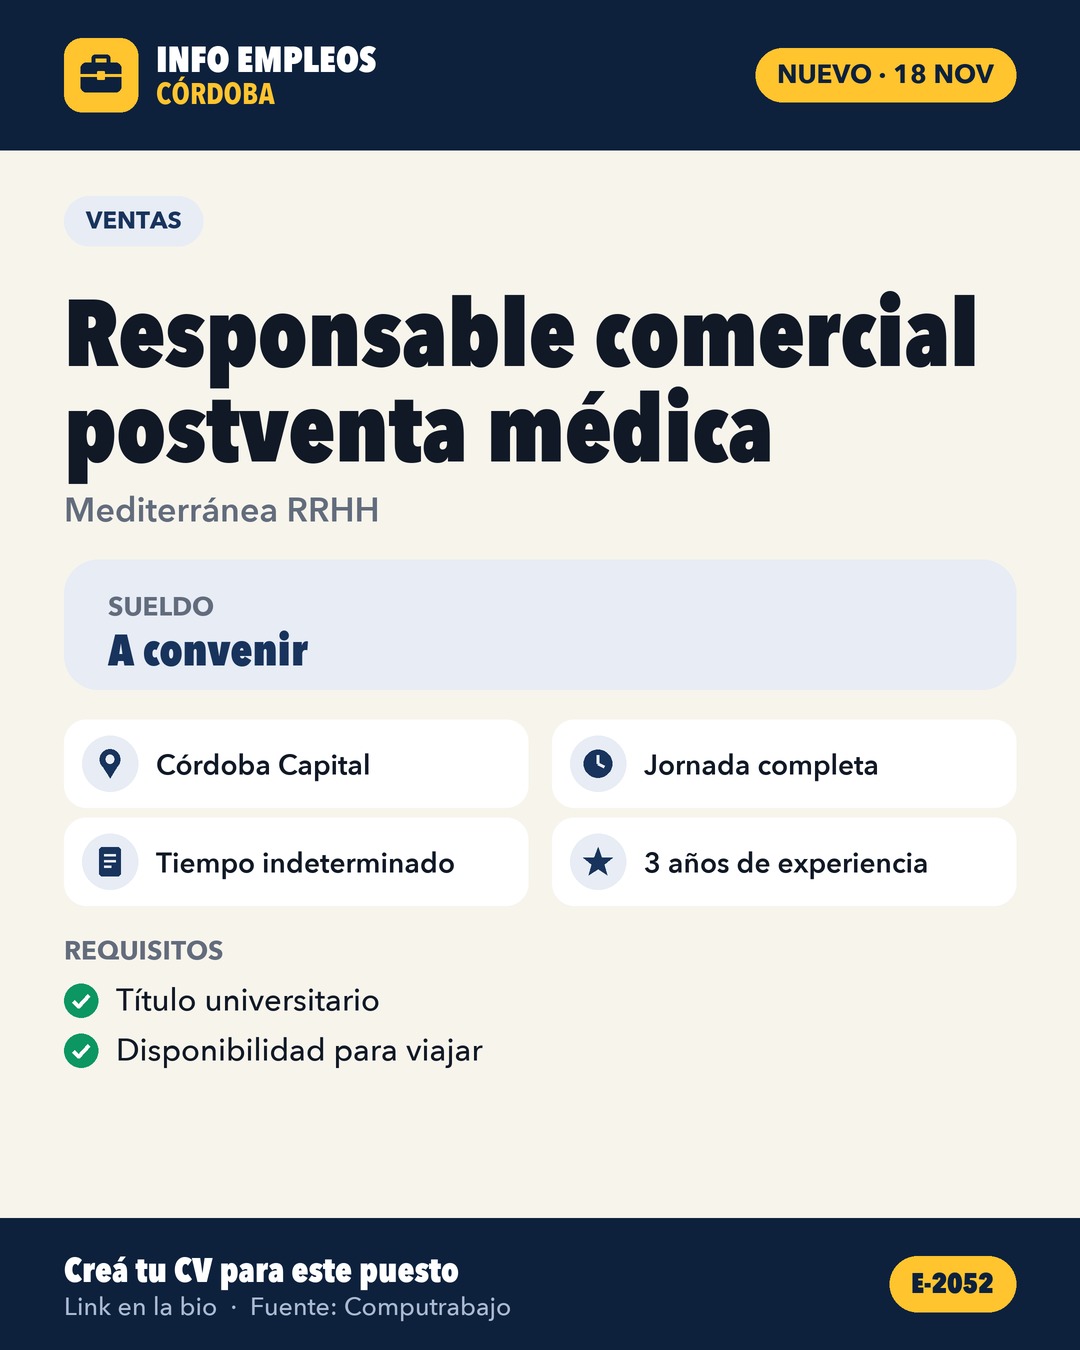 INFO EMPLEOS
CÓRDOBA
NUEVO · 18 NOV
VENTAS
Responsable comercial
postventa médica
Mediterránea RRHH
SUELDO
A convenir
Córdoba Capital
Jornada completa
Tiempo indeterminado
3 años de experiencia
REQUISITOS
Título universitario
Disponibilidad para viajar
Creá tu CV para este puesto
Link en la bio · Fuente: Computrabajo
E-2052